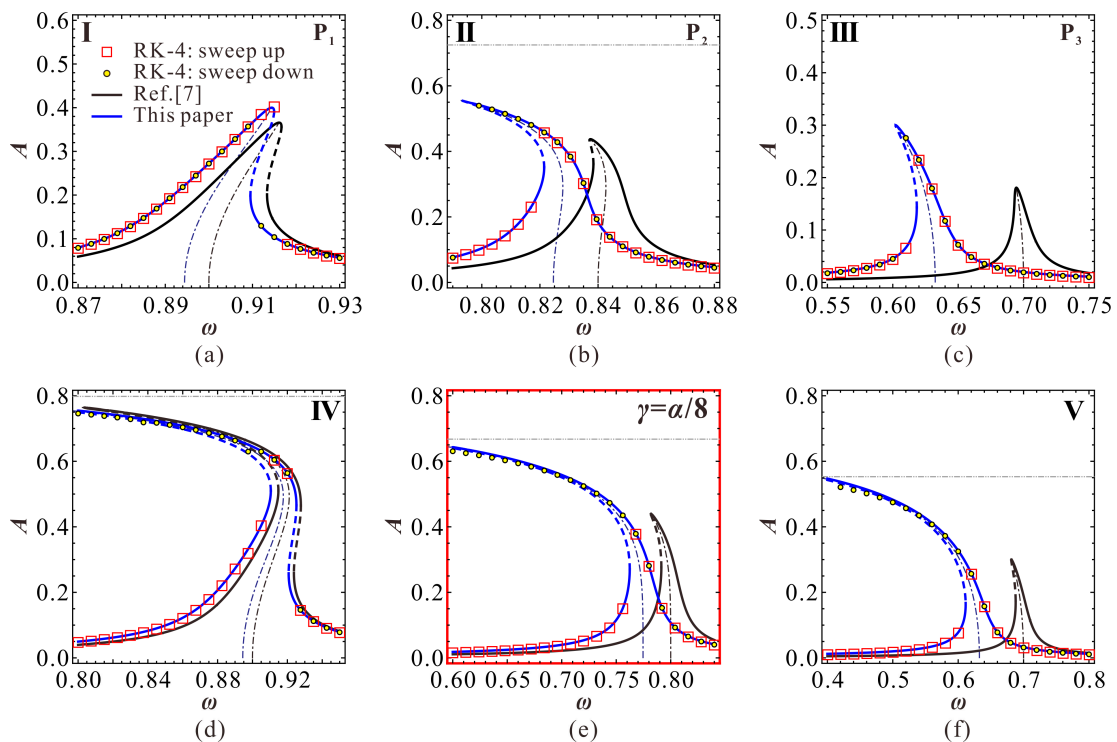 I P₁
RK-4: sweep up
RK-4: sweep down
Ref.[7]
This paper
A
0.6
0.5
0.4
0.3
0.2
0.1
0.0
0.87 0.89 0.91 0.93
ω
(a)
II P₂
A
0.8
0.6
0.4
0.2
0.0
0.80 0.82 0.84 0.86 0.88
ω
(b)
III P₃
A
0.5
0.4
0.3
0.2
0.1
0.0
0.55 0.60 0.65 0.70 0.75
ω
(c)
IV
A
0.8
0.6
0.4
0.2
0.0
0.80 0.84 0.88 0.92
ω
(d)
γ=α/8
A
0.8
0.6
0.4
0.2
0.0
0.60 0.65 0.70 0.75 0.80
ω
(e)
V
A
0.8
0.6
0.4
0.2
0.0
0.4 0.5 0.6 0.7 0.8
ω
(f)